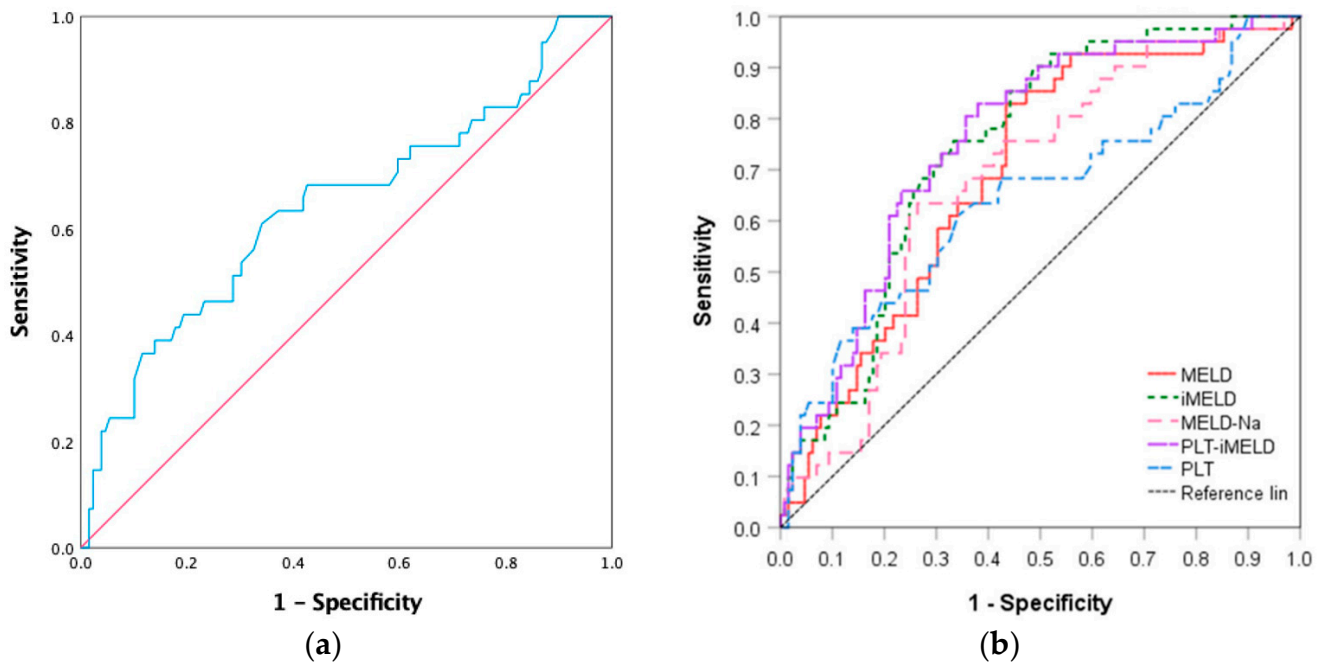 1.0
0.8
0.6
0.4
0.2
0.0
Sensitivity
0.0 0.2 0.4 0.6 0.8 1.0
1 – Specificity
(a)
1.0
0.9
0.8
0.7
0.6
0.5
0.4
0.3
0.2
0.1
0.0
Sensitivity
MELD
iMELD
MELD-Na
PLT-iMELD
PLT
Reference lin
0.0 0.1 0.2 0.3 0.4 0.5 0.6 0.7 0.8 0.9 1.0
1 - Specificity
(b)